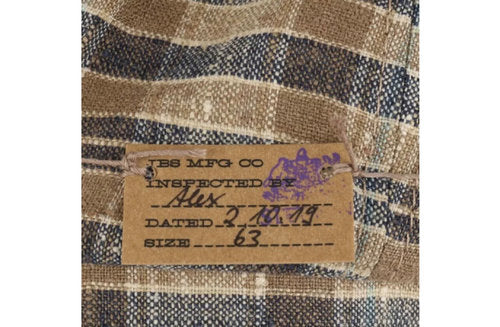 JBS MFG CO
INSPECTED BY
Alex
DATED 2.10.19
SIZE 63